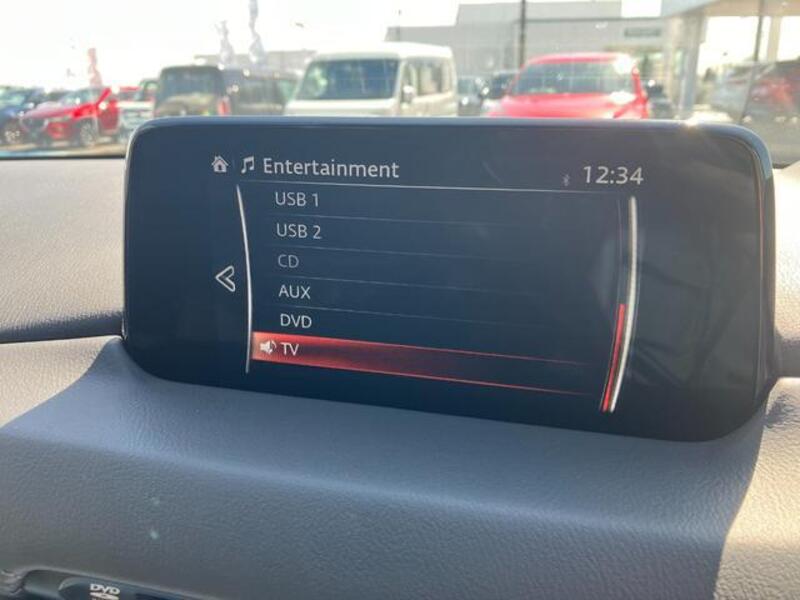 Entertainment
12:34
USB 1
USB 2
CD
AUX
DVD
TV
DVD